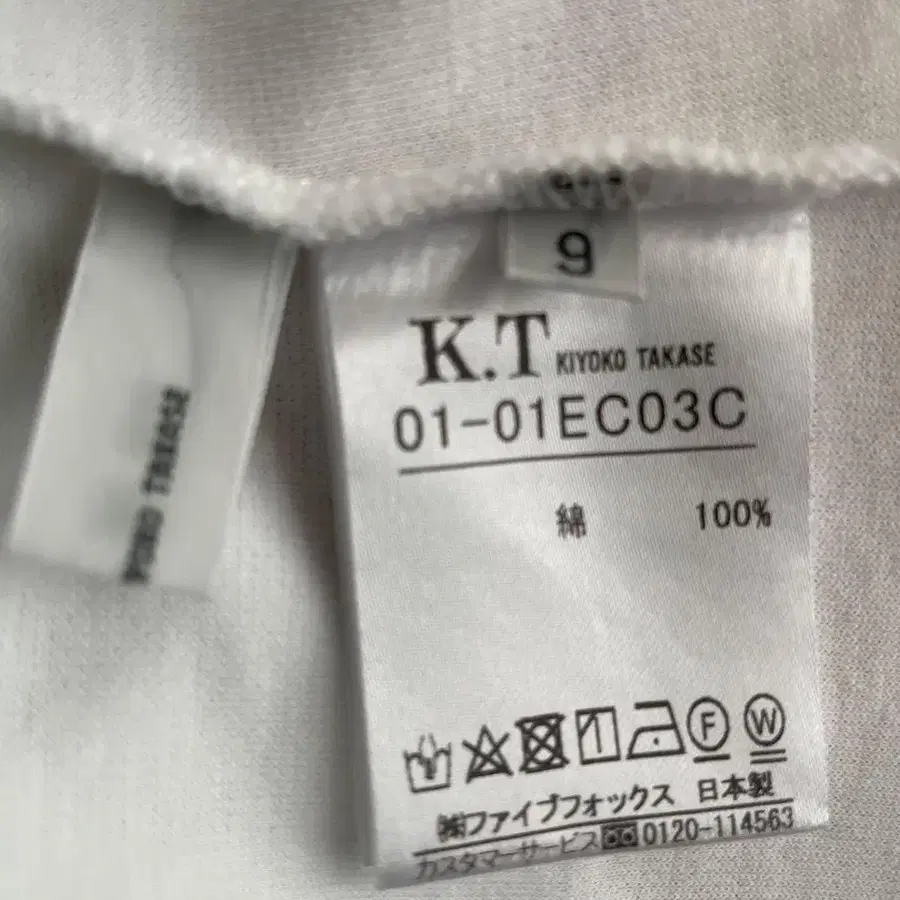 9
K.T KIYOKO TAKASE
01-01EC03C
綿 100%
F W
㈱ファイブフォックス 日本製
カスタマーサービス 0120-114563
TAKASE